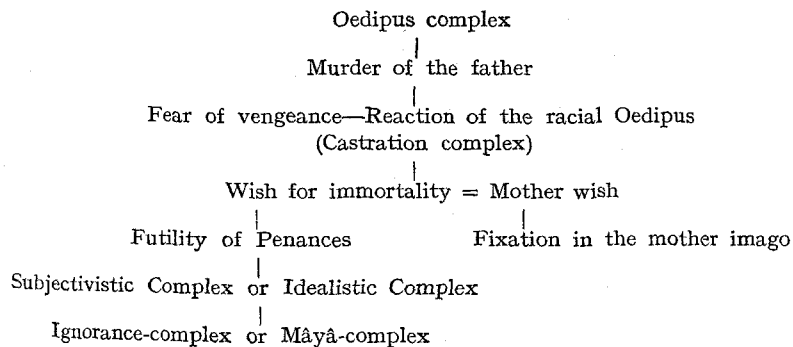 Oedipus complex
Murder of the father
Fear of vengeance—Reaction of the racial Oedipus
(Castration complex)
Wish for immortality = Mother wish
Futility of Penances Fixation in the mother imago
Subjectivistic Complex or Idealistic Complex
Ignorance-complex or Mâyâ-complex